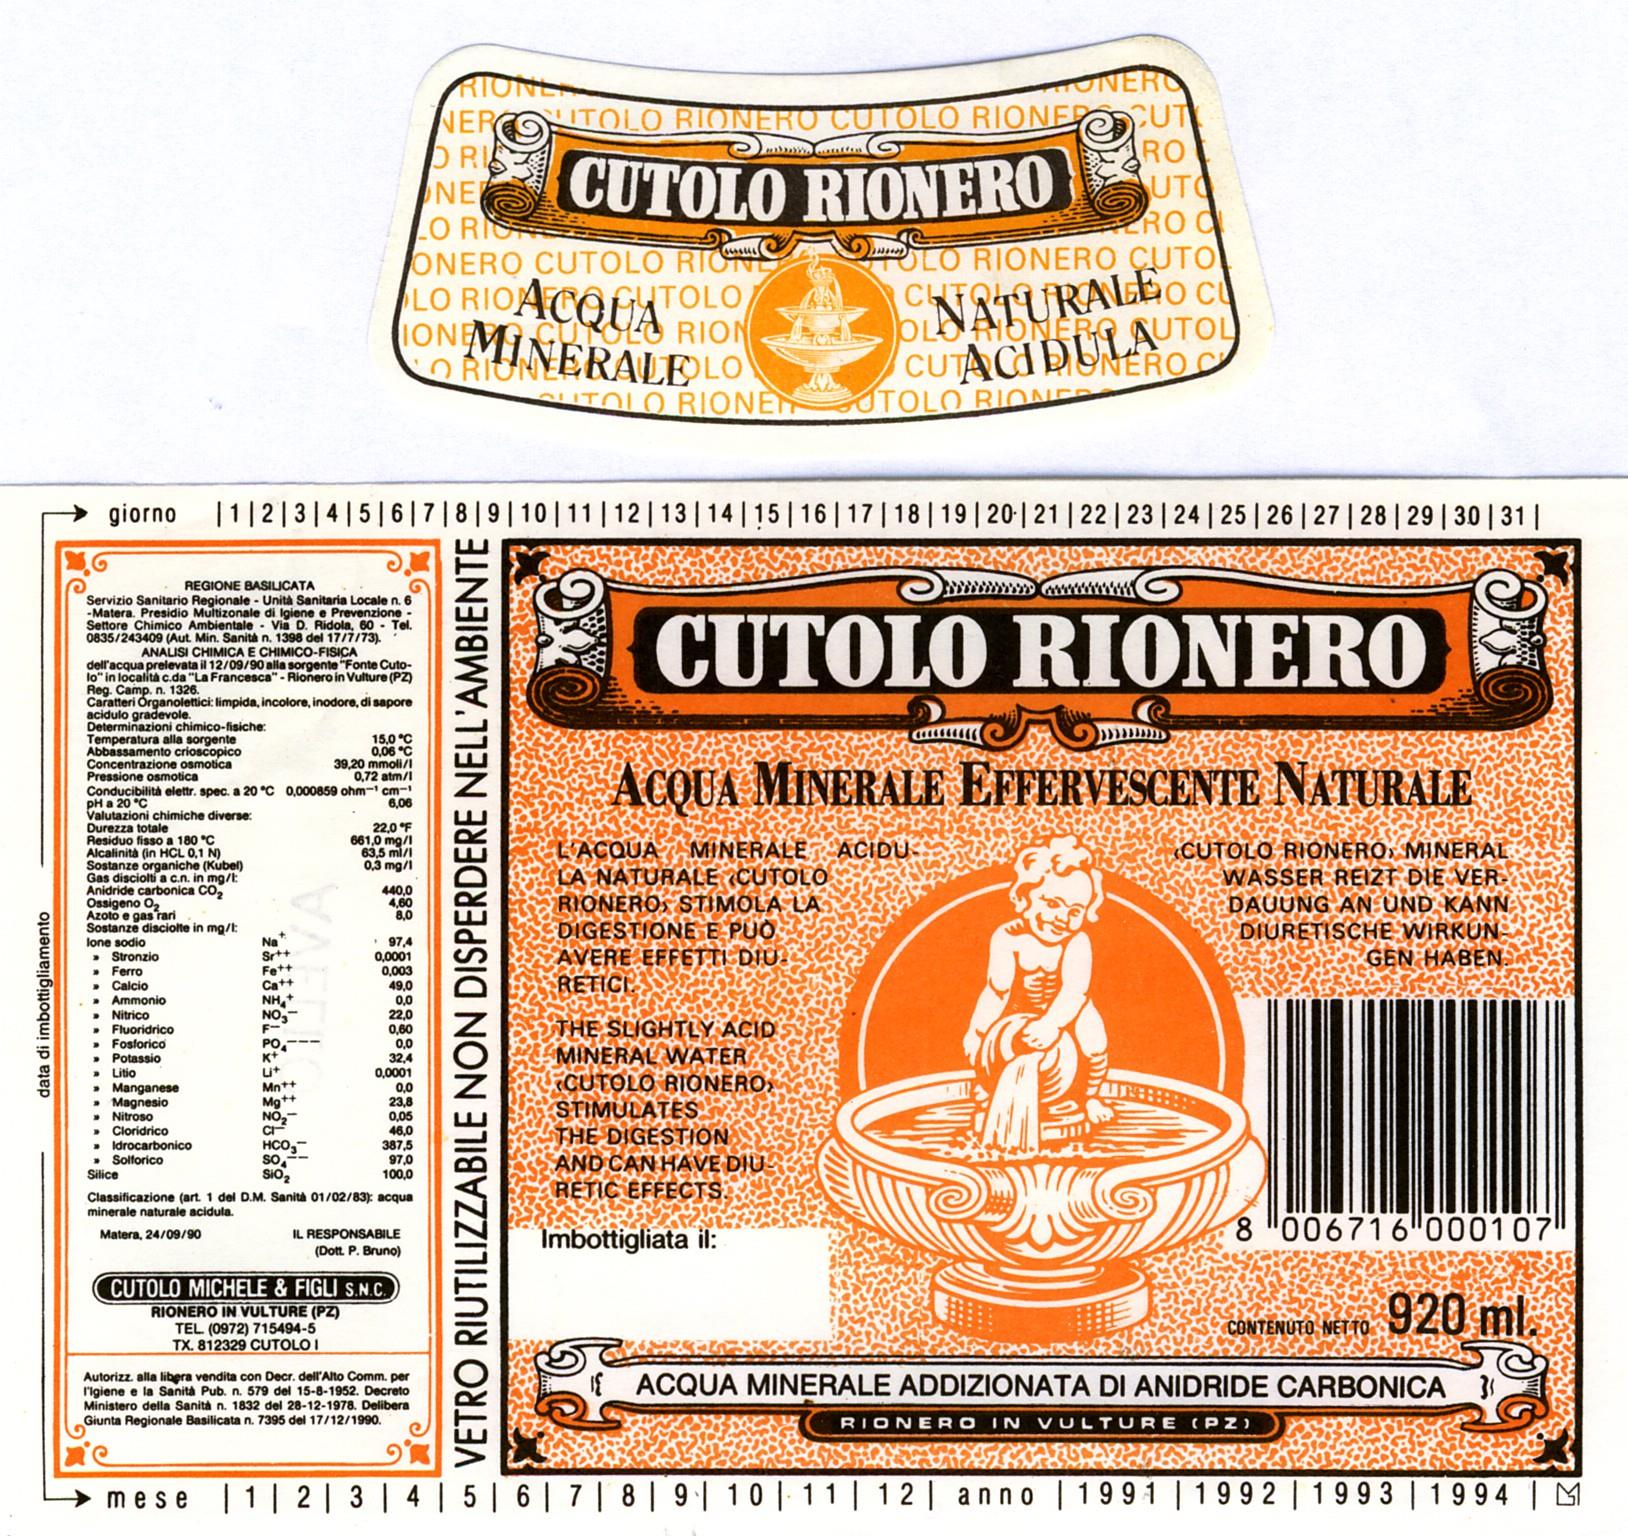 CUTOLO RIONERO
ACQUA
MINERALE
NATURALE
ACIDULA
giorno |1|2|3|4|5|6|7|8|9|10|11|12|13|14|15|16|17|18|19|20|21|22|23|24|25|26|27|28|29|30|31|
data di imbottigliamento
REGIONE BASILICATA
Servizio Sanitario Regionale - Unità Sanitaria Locale n. 6
-Matera. Presidio Multizonale di Igiene e Prevenzione -
Settore Chimico Ambientale - Via D. Ridola, 60 - Tel.
0835/243409 (Aut. Min. Sanità n. 1398 del 17/7/73).
ANALISI CHIMICA E CHIMICO-FISICA
dell'acqua prelevata il 12/09/90 alla sorgente "Fonte Cuto-
lo" in località c.da "La Francesca" - Rionero in Vulture (PZ)
Reg. Camp. n. 1326.
Caratteri Organolettici: limpida, incolore, inodore, di sapore
acidulo gradevole.
Determinazioni chimico-fisiche:
Temperatura alla sorgente 15,0 °C
Abbassamento crioscopico 0,06 °C
Concentrazione osmotica 39,20 mmoli/l
Pressione osmotica 0,72 atm/l
Conducibilità elettr. spec. a 20 °C 0,000859 ohm⁻¹ cm⁻¹
pH a 20 °C 6,06
Valutazioni chimiche diverse:
Durezza totale 22,0 °F
Residuo fisso a 180 °C 661,0 mg/l
Alcalinità (in HCL 0,1 N) 63,5 ml/l
Sostanze organiche (Kubel) 0,3 mg/l
Gas disciolti a c.n. in mg/l:
Anidride carbonica CO₂ 440,0
Ossigeno O₂ 4,60
Azoto e gas rari 8,0
Sostanze disciolte in mg/l:
Ione sodio Na⁺ 97,4
» Stronzio Sr⁺⁺ 0,0001
» Ferro Fe⁺⁺ 0,003
» Calcio Ca⁺⁺ 49,0
» Ammonio NH₄⁺ 0,0
» Nitrico NO₃⁻ 22,0
» Fluoridrico F⁻ 0,60
» Fosforico PO₄⁻⁻⁻ 0,0
» Potassio K⁺ 32,4
» Litio Li⁺ 0,0001
» Manganese Mn⁺⁺ 0,0
» Magnesio Mg⁺⁺ 23,8
» Nitroso NO₂⁻ 0,05
» Cloridrico Cl⁻ 46,0
» Idrocarbonico HCO₃⁻ 387,5
» Solforico SO₄⁻⁻ 97,0
Silice SiO₂ 100,0
Classificazione (art. 1 del D.M. Sanità 01/02/83): acqua
minerale naturale acidula.
Matera, 24/09/90 IL RESPONSABILE
(Dott. P. Bruno)
CUTOLO MICHELE & FIGLI S.N.C.
RIONERO IN VULTURE (PZ)
TEL. (0972) 715494-5
TX. 812329 CUTOLO I
Autorizz. alla libera vendita con Decr. dell'Alto Comm. per
l'Igiene e la Sanità Pub. n. 579 del 15-8-1952. Decreto
Ministero della Sanità n. 1832 del 28-12-1978. Delibera
Giunta Regionale Basilicata n. 7395 del 17/12/1990.
VETRO RIUTILIZZABILE NON DISPERDERE NELL'AMBIENTE
CUTOLO RIONERO
ACQUA MINERALE EFFERVESCENTE NATURALE
L'ACQUA MINERALE ACIDU-
LA NATURALE ‹CUTOLO
RIONERO› STIMOLA LA
DIGESTIONE E PUÒ
AVERE EFFETTI DIU-
RETICI.
THE SLIGHTLY ACID
MINERAL WATER
‹CUTOLO RIONERO›
STIMULATES
THE DIGESTION
AND CAN HAVE DIU-
RETIC EFFECTS.
‹CUTOLO RIONERO› MINERAL
WASSER REIZT DIE VER-
DAUUNG AN UND KANN
DIURETISCHE WIRKUN-
GEN HABEN.
8 006716 000107
Imbottigliata il:
CONTENUTO NETTO 920 ml.
ACQUA MINERALE ADDIZIONATA DI ANIDRIDE CARBONICA
RIONERO IN VULTURE (PZ)
mese |1|2|3|4|5|6|7|8|9|10|11|12| anno |1991|1992|1993|1994|